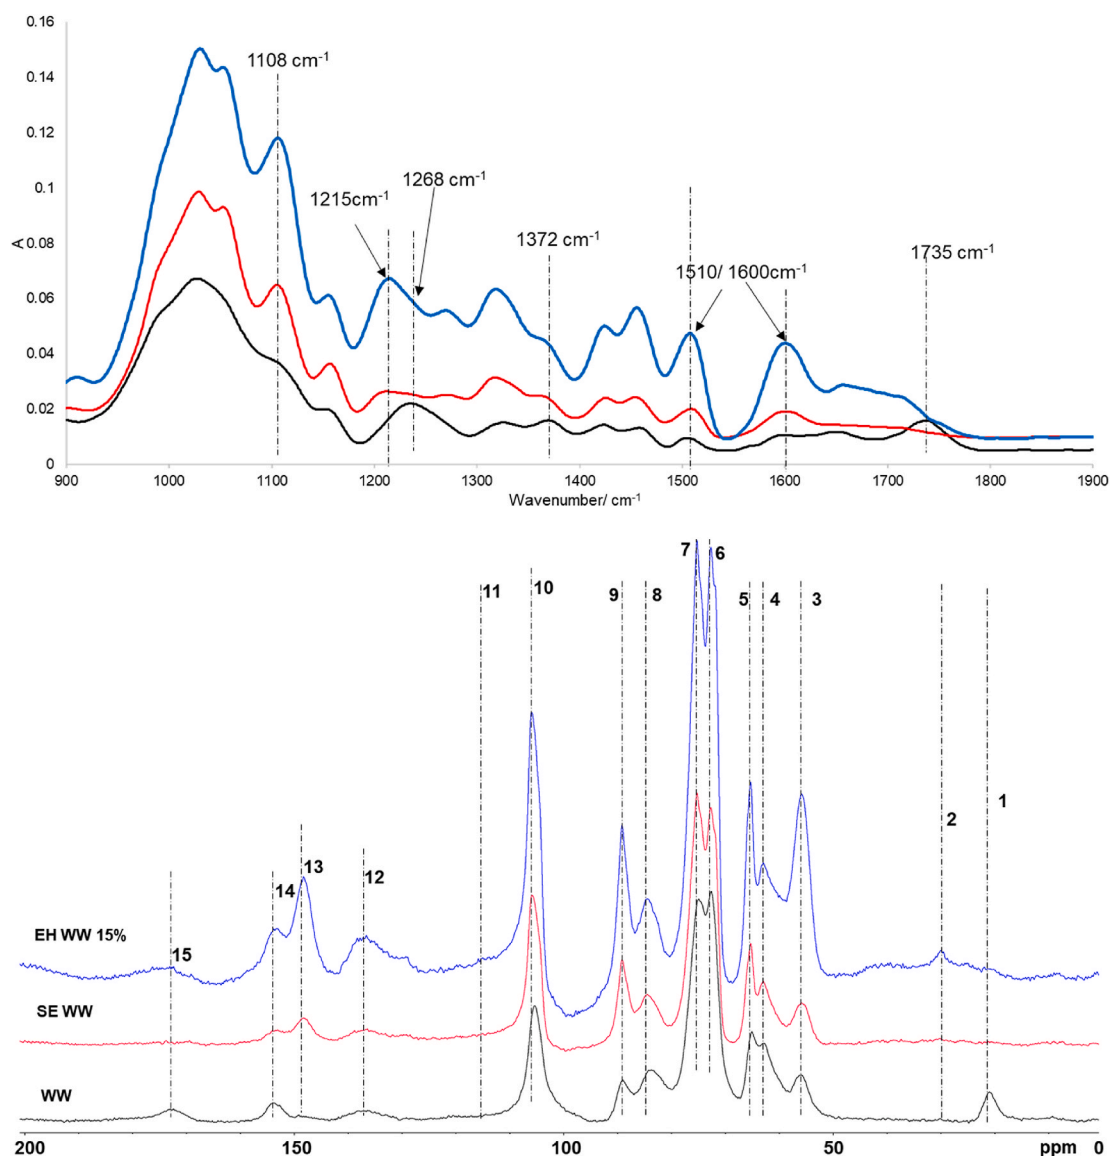 0.16
0.14
0.12
0.1
0.08
0.06
0.04
0.02
0
A
1108 cm-1
1215cm-1
1268 cm-1
1372 cm-1
1510/ 1600cm-1
1735 cm-1
900 1000 1100 1200 1300 1400 1500 1600 1700 1800 1900
Wavenumber/ cm-1
7 6
11 10 9 8 5 4 3
2 1
14 13 12
15
EH WW 15%
SE WW
WW
200 150 100 50 ppm 0